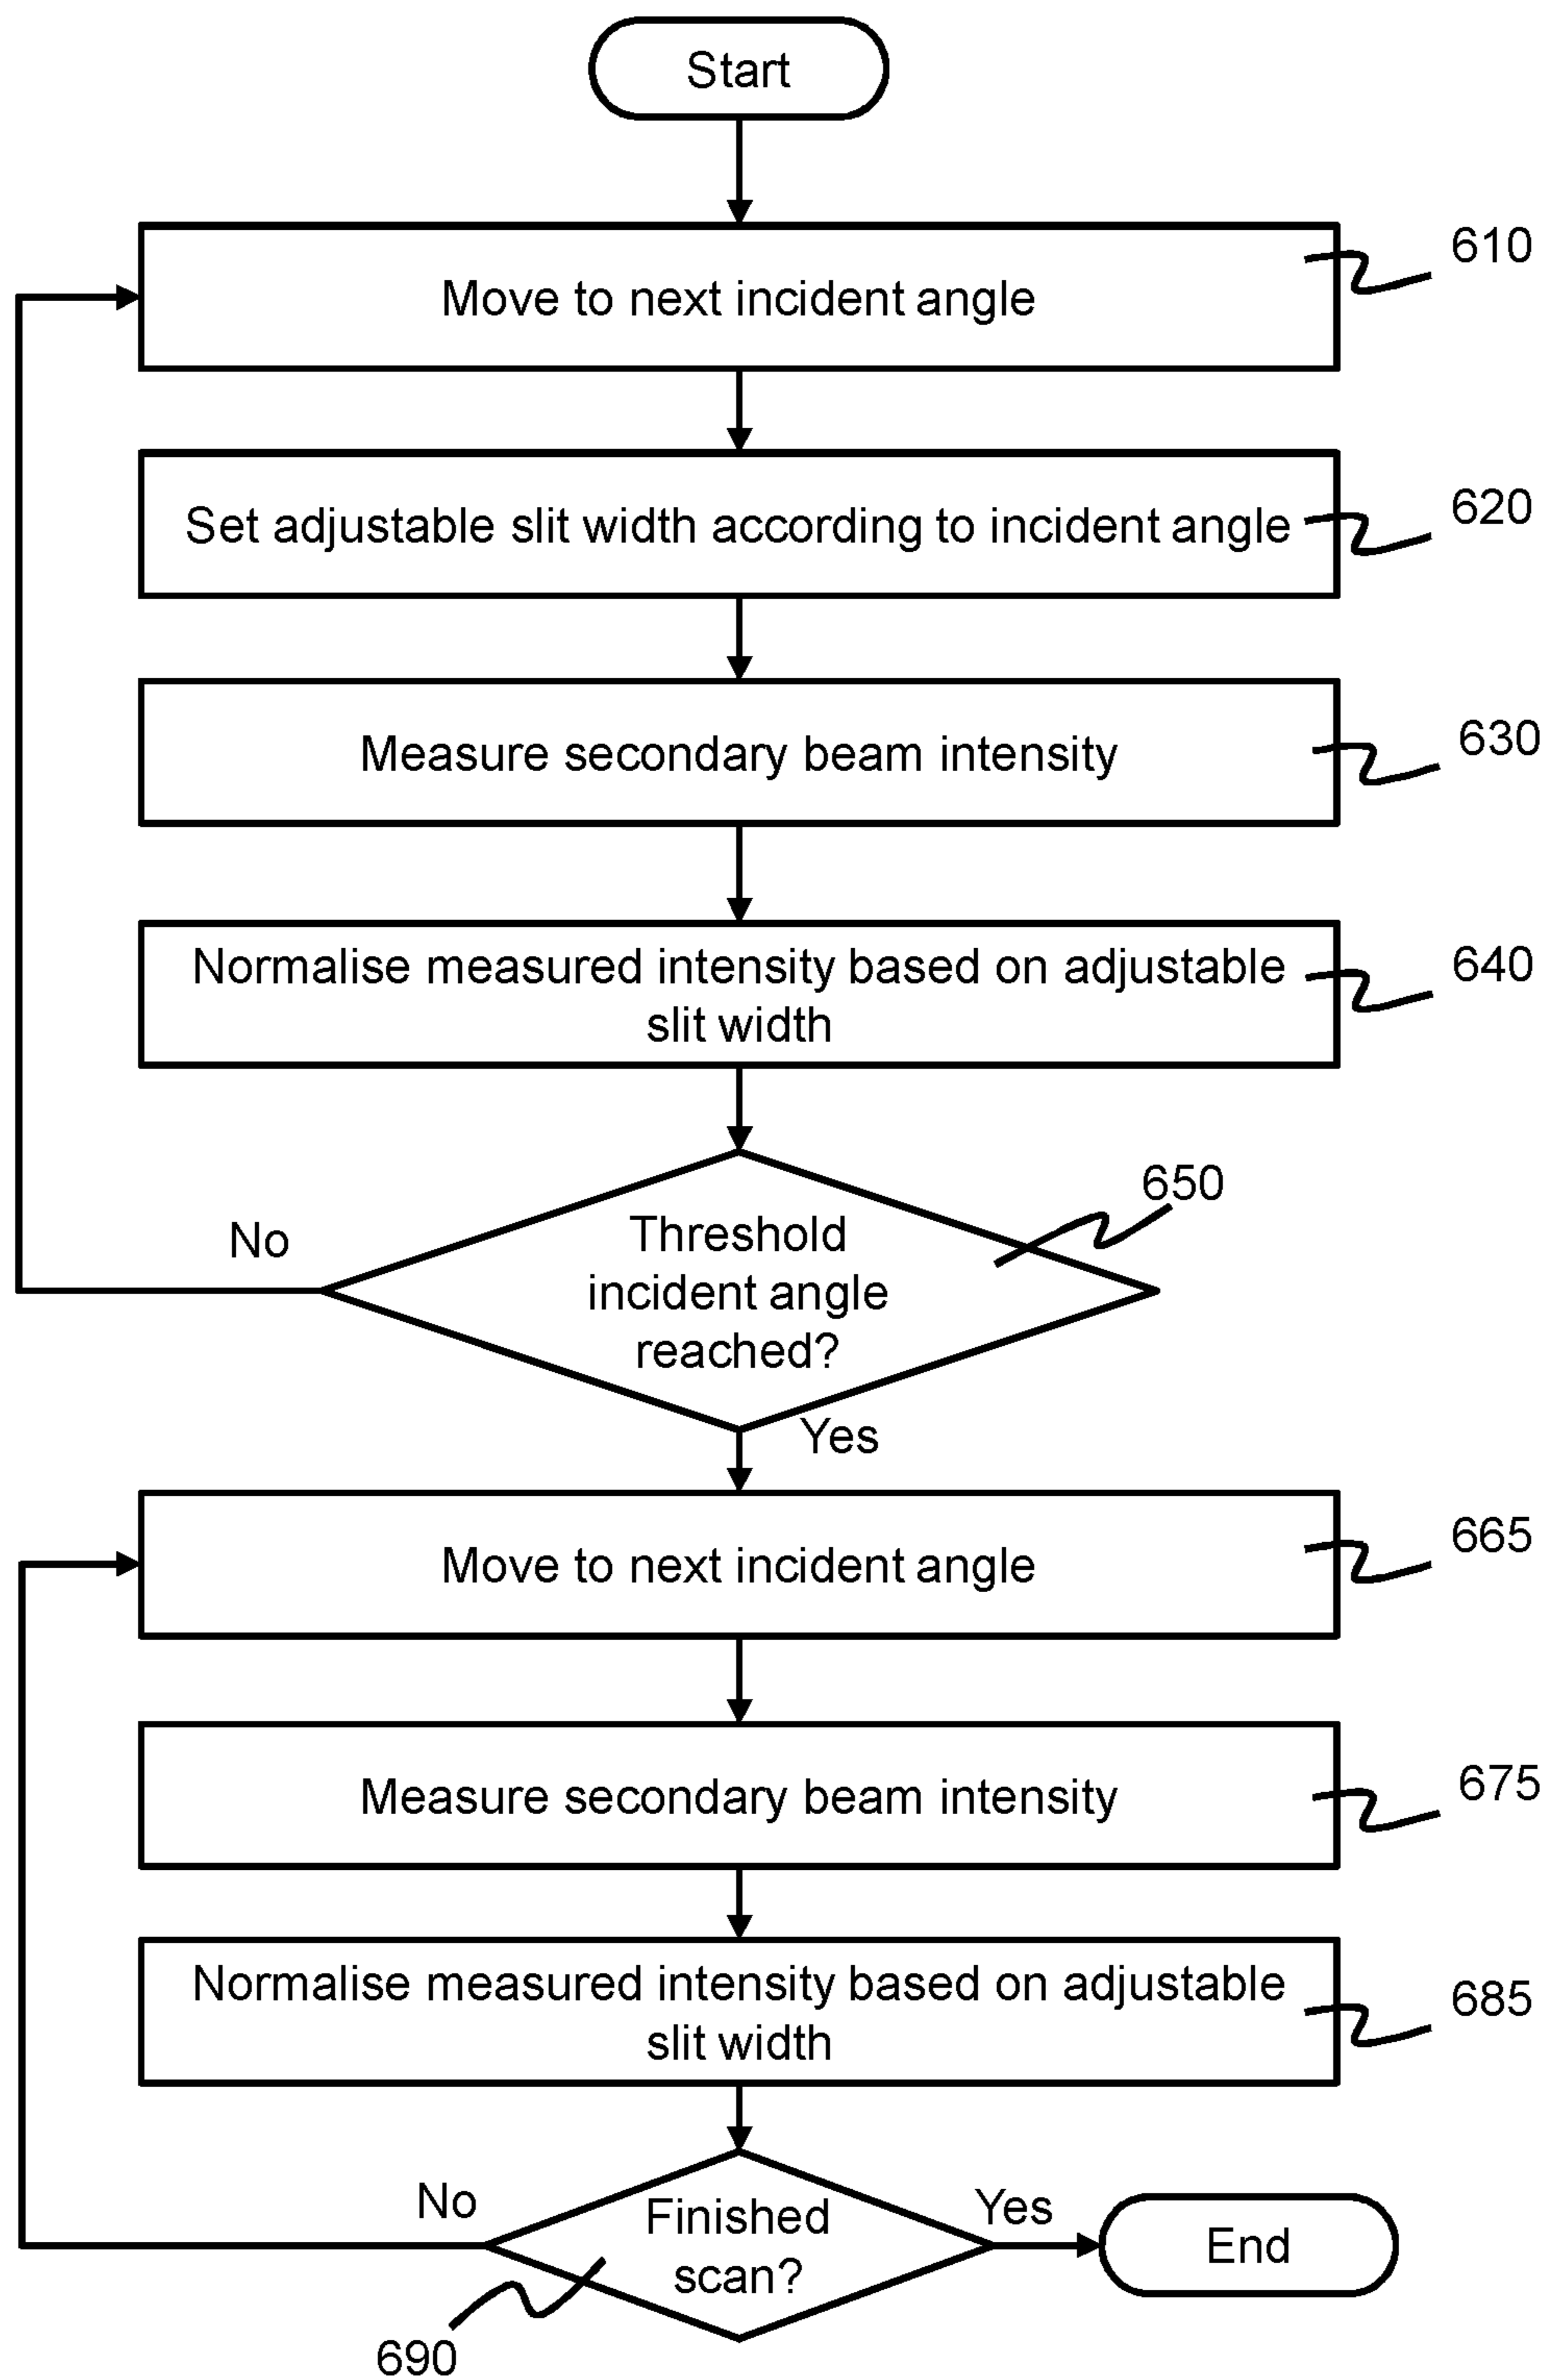 Start
Move to next incident angle
610
Set adjustable slit width according to incident angle
620
Measure secondary beam intensity
630
Normalise measured intensity based on adjustable
slit width
640
Threshold
incident angle
reached?
650
No
Yes
Move to next incident angle
665
Measure secondary beam intensity
675
Normalise measured intensity based on adjustable
slit width
685
Finished
scan?
No
Yes
End
690